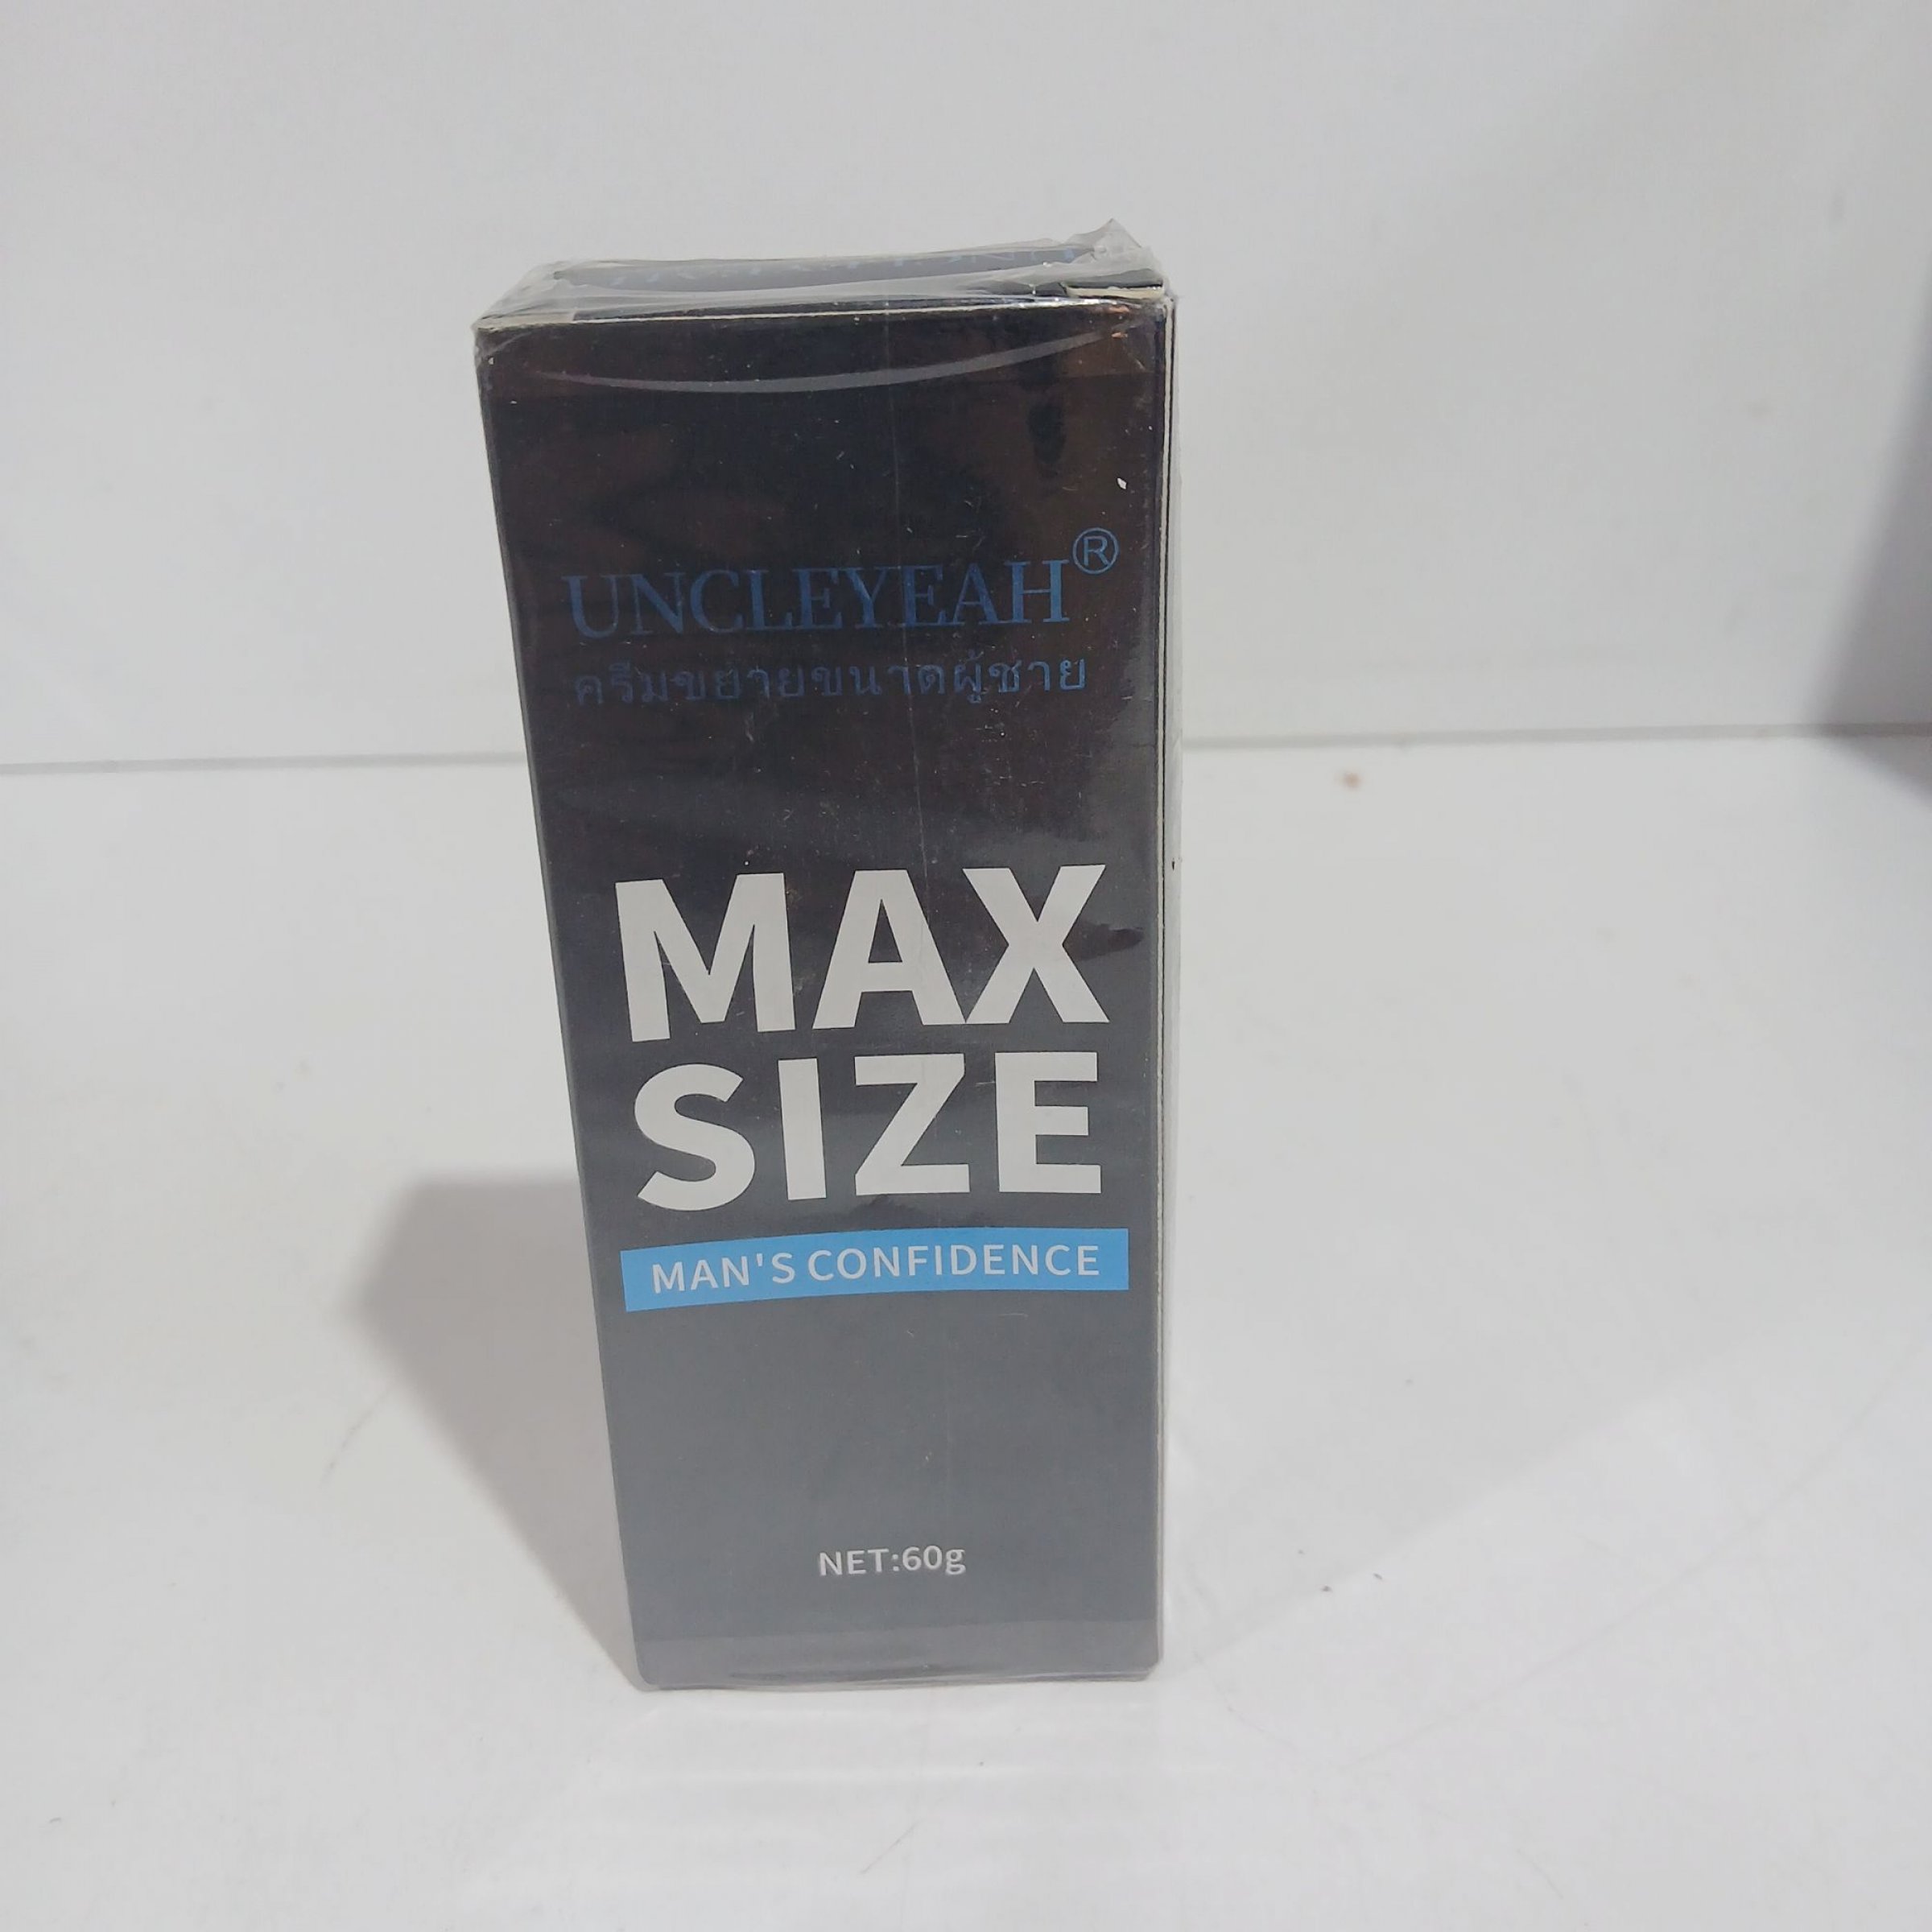 UNCLEYEAH®
ครีมขยายขนาดผู้ชาย
MAX
SIZE
MAN'S CONFIDENCE
NET:60g